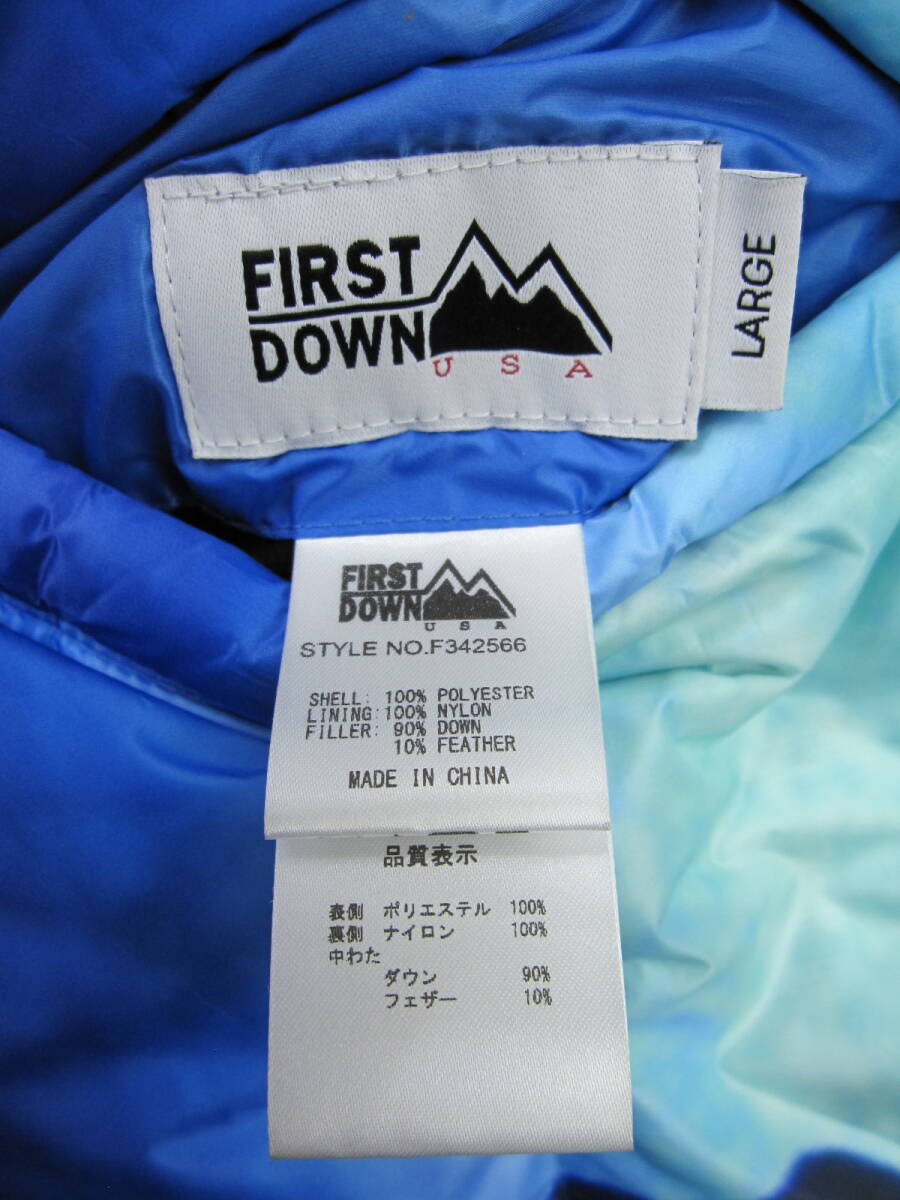 FIRST
DOWN
USA
LARGE
FIRST
DOWN
USA
STYLE NO.F342566
SHELL: 100% POLYESTER
LINING:100% NYLON
FILLER: 90% DOWN
10% FEATHER
MADE IN CHINA
品質表示
表側 ポリエステル 100%
裏側 ナイロン 100%
中わた
ダウン 90%
フェザー 10%